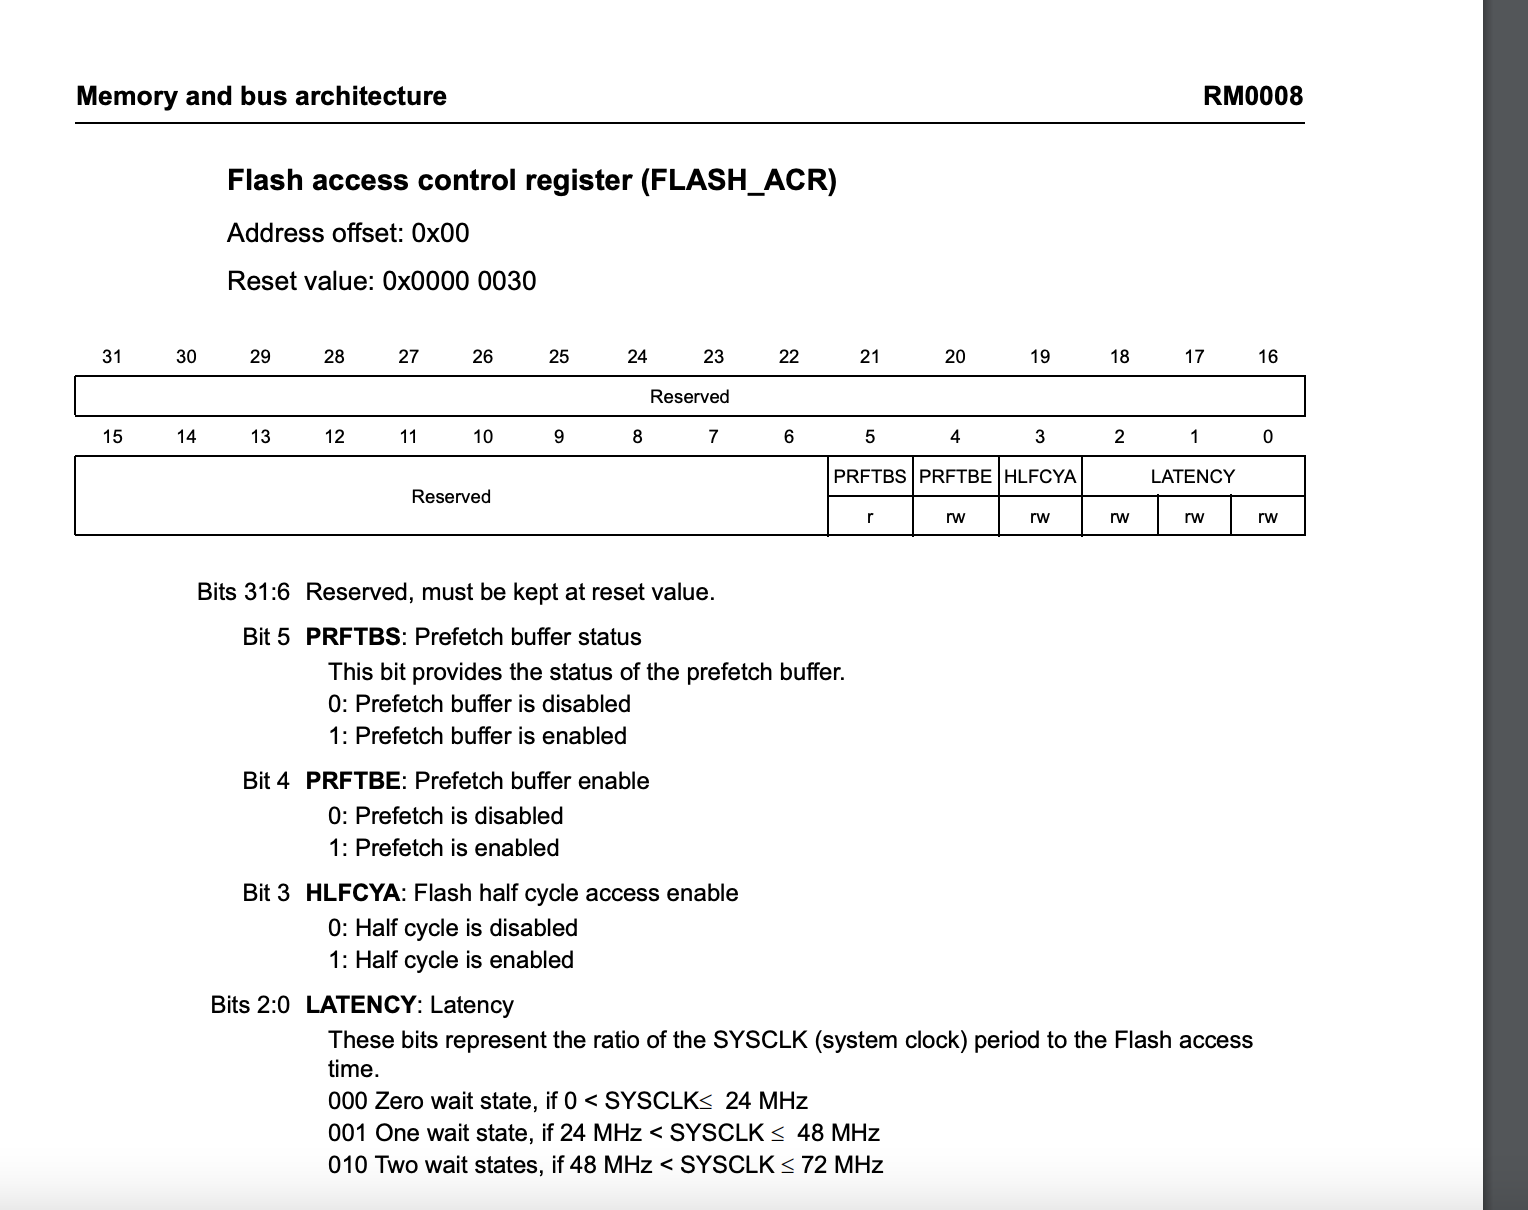 Memory and bus architecture RM0008
Flash access control register (FLASH_ACR)
Address offset: 0x00
Reset value: 0x0000 0030
31 30 29 28 27 26 25 24 23 22 21 20 19 18 17 16
Reserved
15 14 13 12 11 10 9 8 7 6 5 4 3 2 1 0
Reserved PRFTBS PRFTBE HLFCYA LATENCY
r rw rw rw rw rw
Bits 31:6 Reserved, must be kept at reset value.
Bit 5 PRFTBS: Prefetch buffer status
This bit provides the status of the prefetch buffer.
0: Prefetch buffer is disabled
1: Prefetch buffer is enabled
Bit 4 PRFTBE: Prefetch buffer enable
0: Prefetch is disabled
1: Prefetch is enabled
Bit 3 HLFCYA: Flash half cycle access enable
0: Half cycle is disabled
1: Half cycle is enabled
Bits 2:0 LATENCY: Latency
These bits represent the ratio of the SYSCLK (system clock) period to the Flash access
time.
000 Zero wait state, if 0 < SYSCLK≤ 24 MHz
001 One wait state, if 24 MHz < SYSCLK ≤ 48 MHz
010 Two wait states, if 48 MHz < SYSCLK ≤ 72 MHz